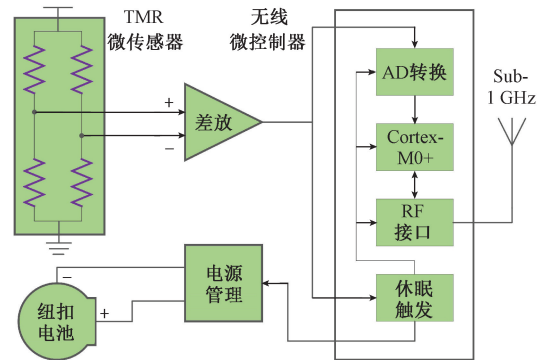 TMR
微传感器
无线
微控制器
+
−
差放
AD转换
Cortex-
M0+
RF
接口
休眠
触发
Sub-
1 GHz
电源
管理
−
+
纽扣
电池